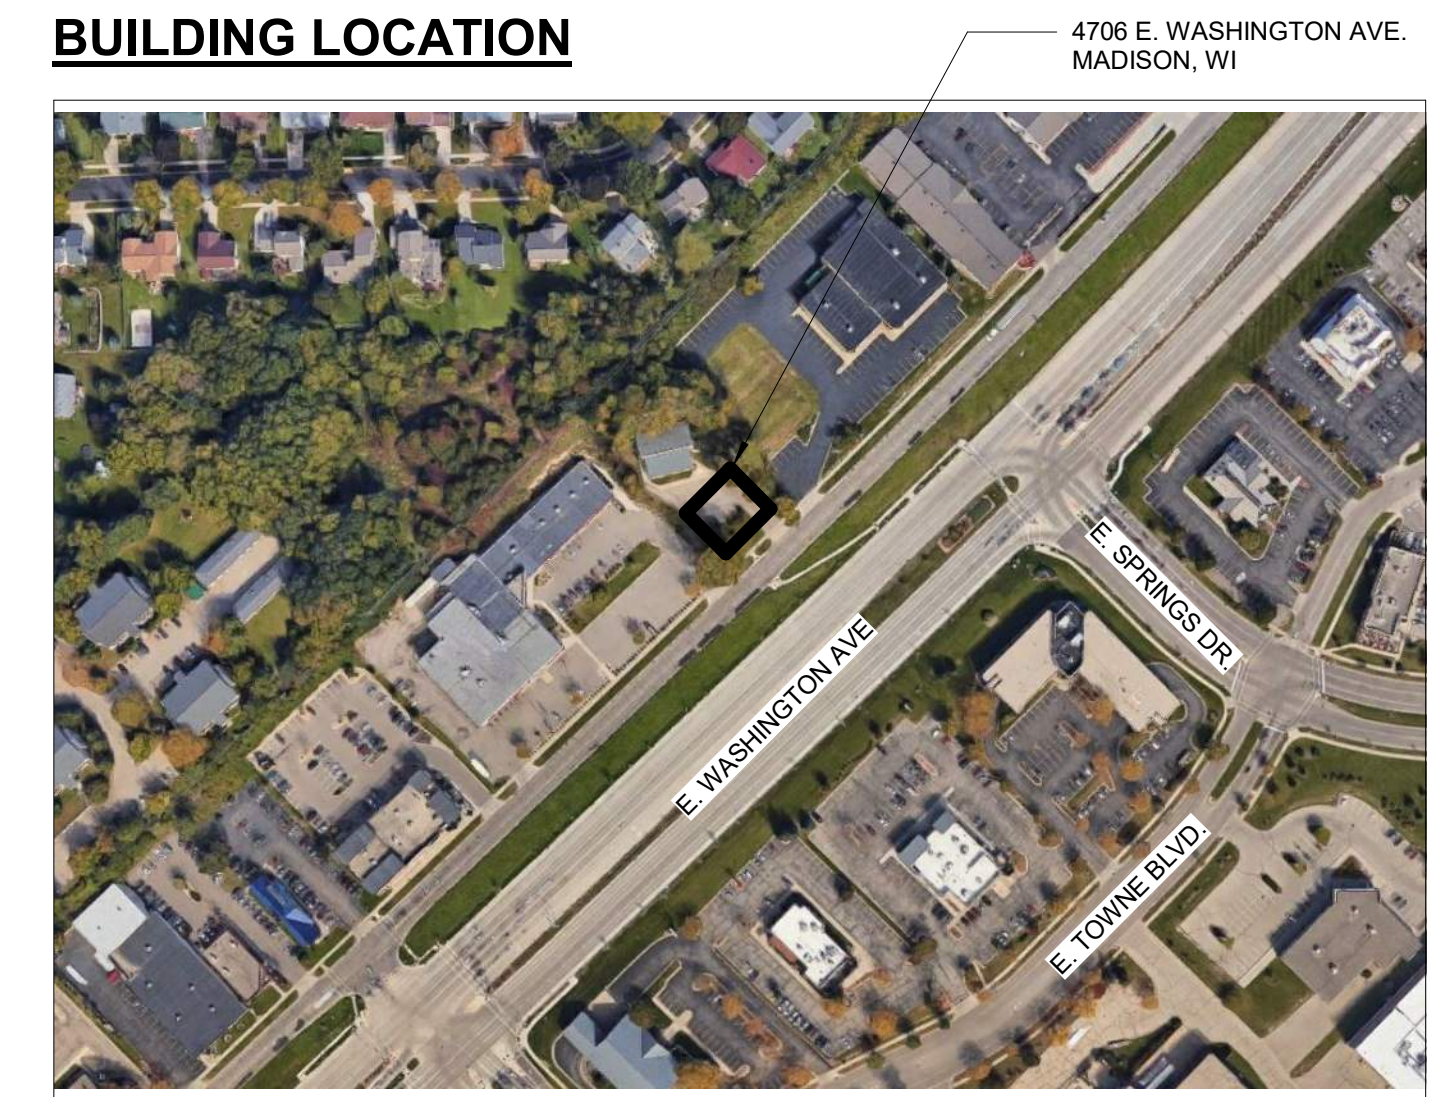 BUILDING LOCATION
4706 E. WASHINGTON AVE.
MADISON, WI
E. SPRINGS DR.
E. WASHINGTON AVE
E. TOWNE BLVD.